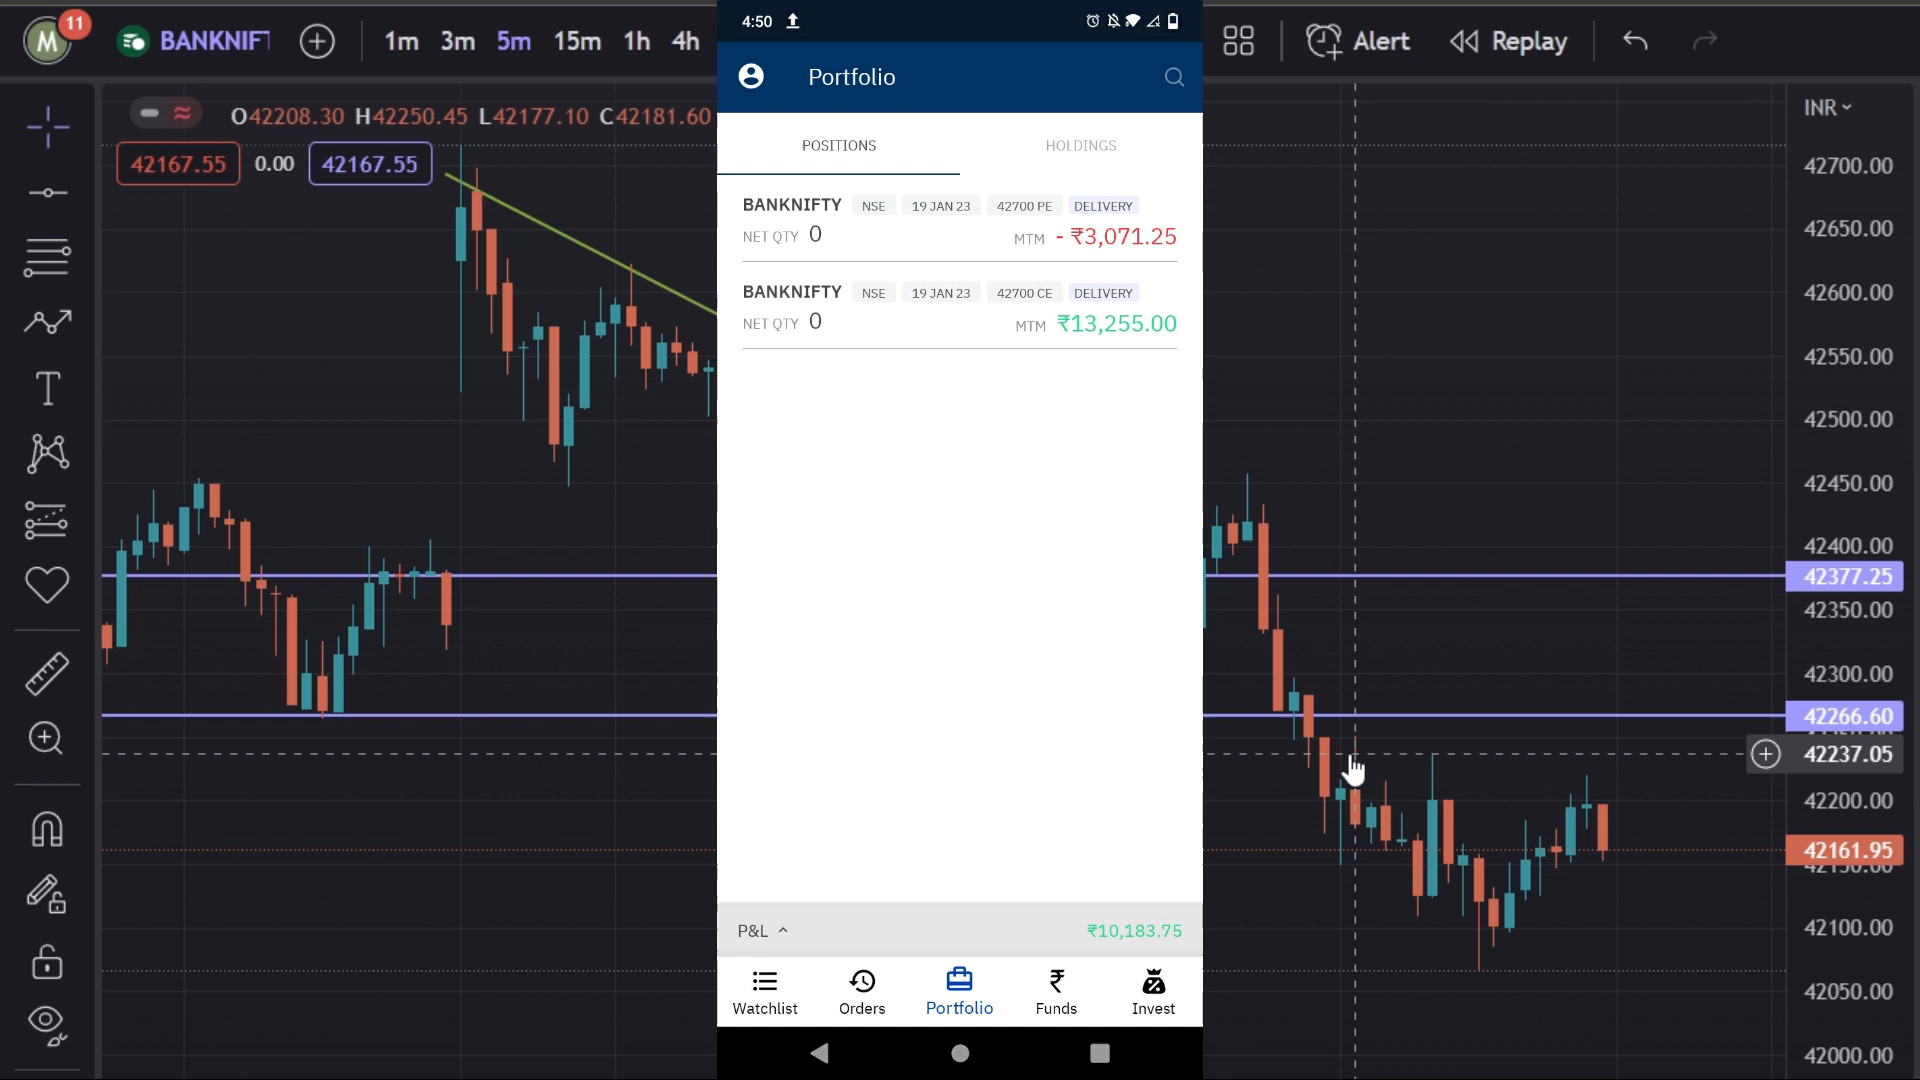 M 11 BANKNIFT 1m 3m 5m 15m 1h 4h
O42208.30 H42250.45 L42177.10 C42181.60
42167.55 0.00 42167.55
T
4:50
Portfolio
POSITIONS HOLDINGS
BANKNIFTY NSE 19 JAN 23 42700 PE DELIVERY
NET QTY 0 MTM - ₹3,071.25
BANKNIFTY NSE 19 JAN 23 42700 CE DELIVERY
NET QTY 0 MTM ₹13,255.00
P&L ₹10,183.75
Watchlist Orders Portfolio Funds Invest
Alert Replay
INR
42700.00
42650.00
42600.00
42550.00
42500.00
42450.00
42400.00
42377.25
42350.00
42300.00
42266.60
42237.05
42200.00
42161.95
42100.00
42050.00
42000.00